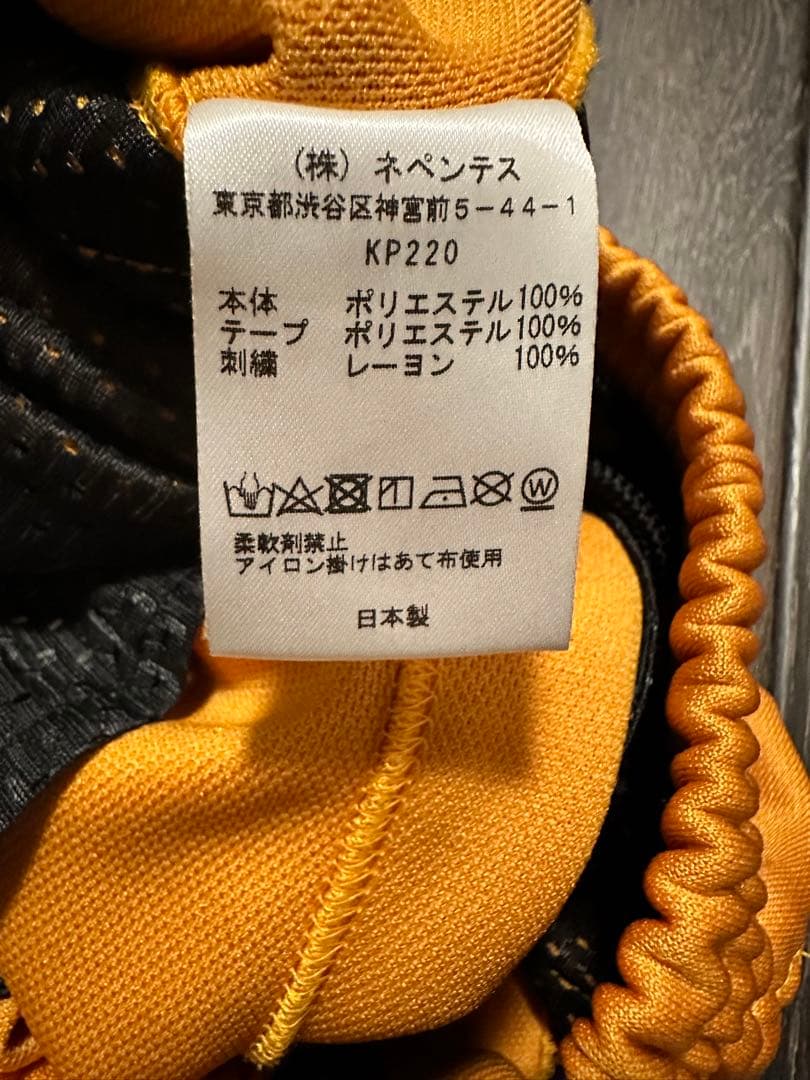 (株) ネペンテス
東京都渋谷区神宮前5-44-1
KP220
本体 ポリエステル100%
テープ ポリエステル100%
刺繍 レーヨン 100%
W
柔軟剤禁止
アイロン掛けはあて布使用
日本製